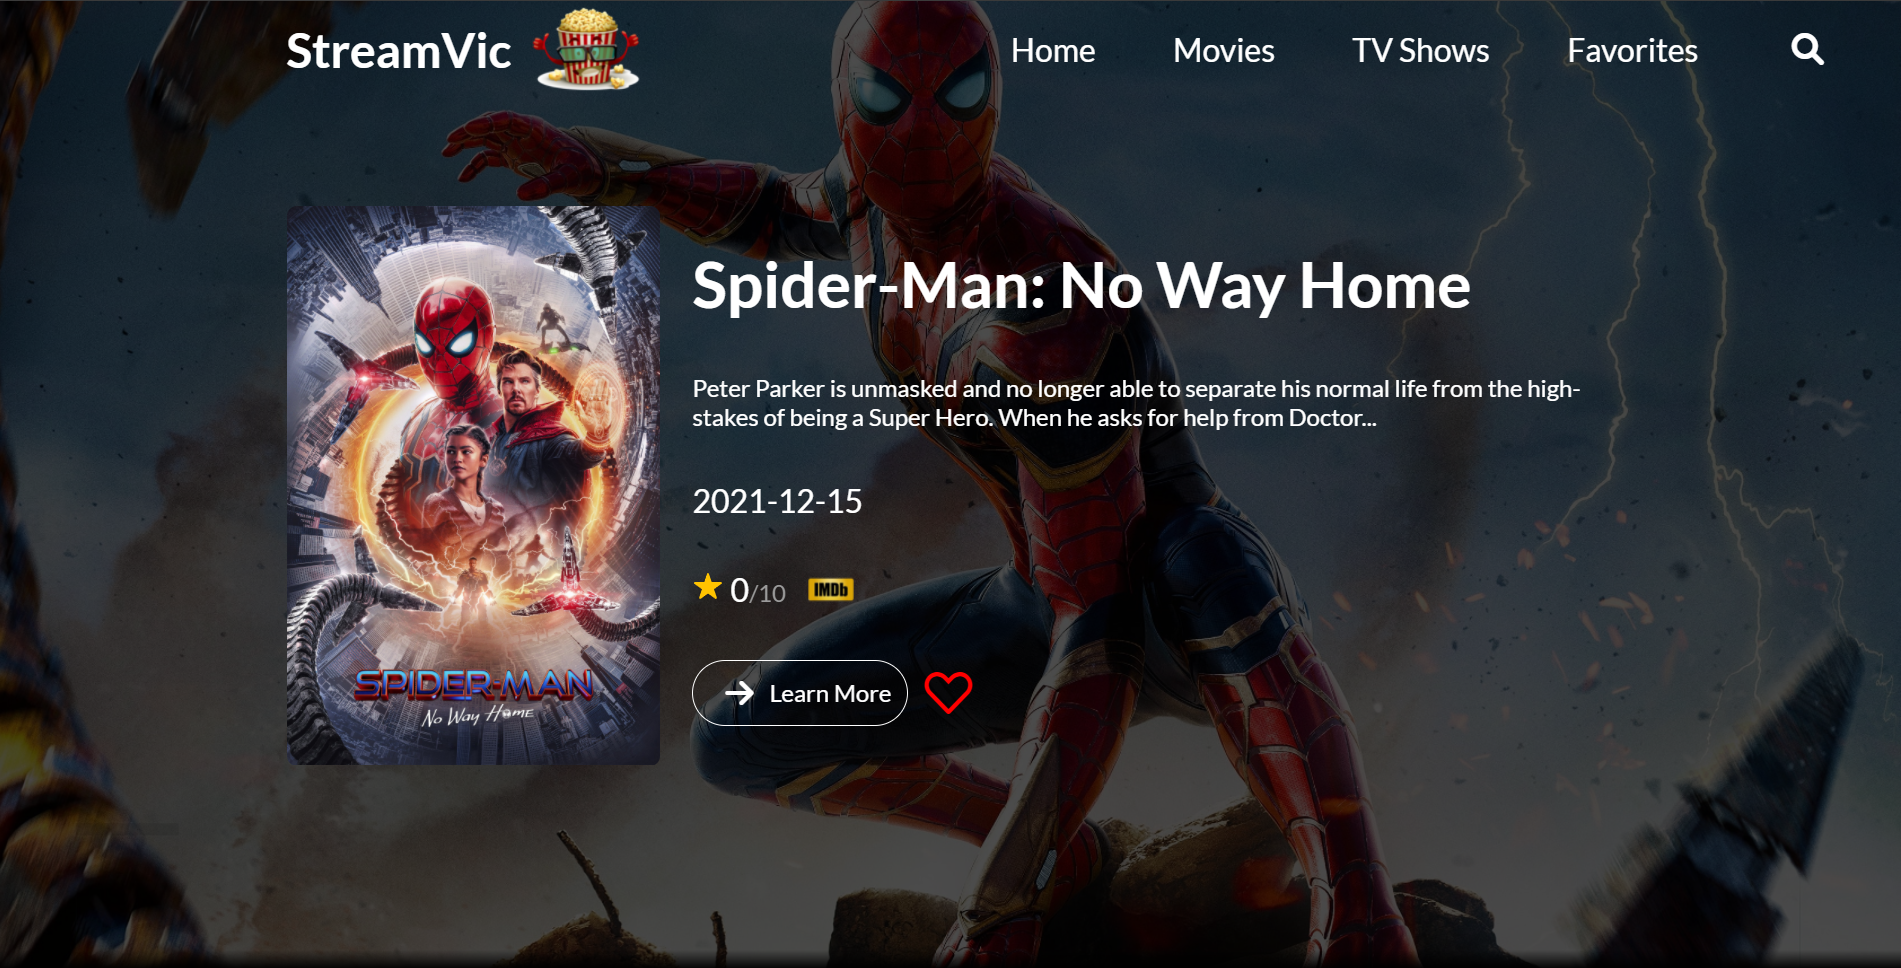 StreamVic
Home
Movies
TV Shows
Favorites
Spider-Man: No Way Home
Peter Parker is unmasked and no longer able to separate his normal life from the high-
stakes of being a Super Hero. When he asks for help from Doctor...
2021-12-15
0/10
IMDb
Learn More
SPIDER-MAN
No Way Home